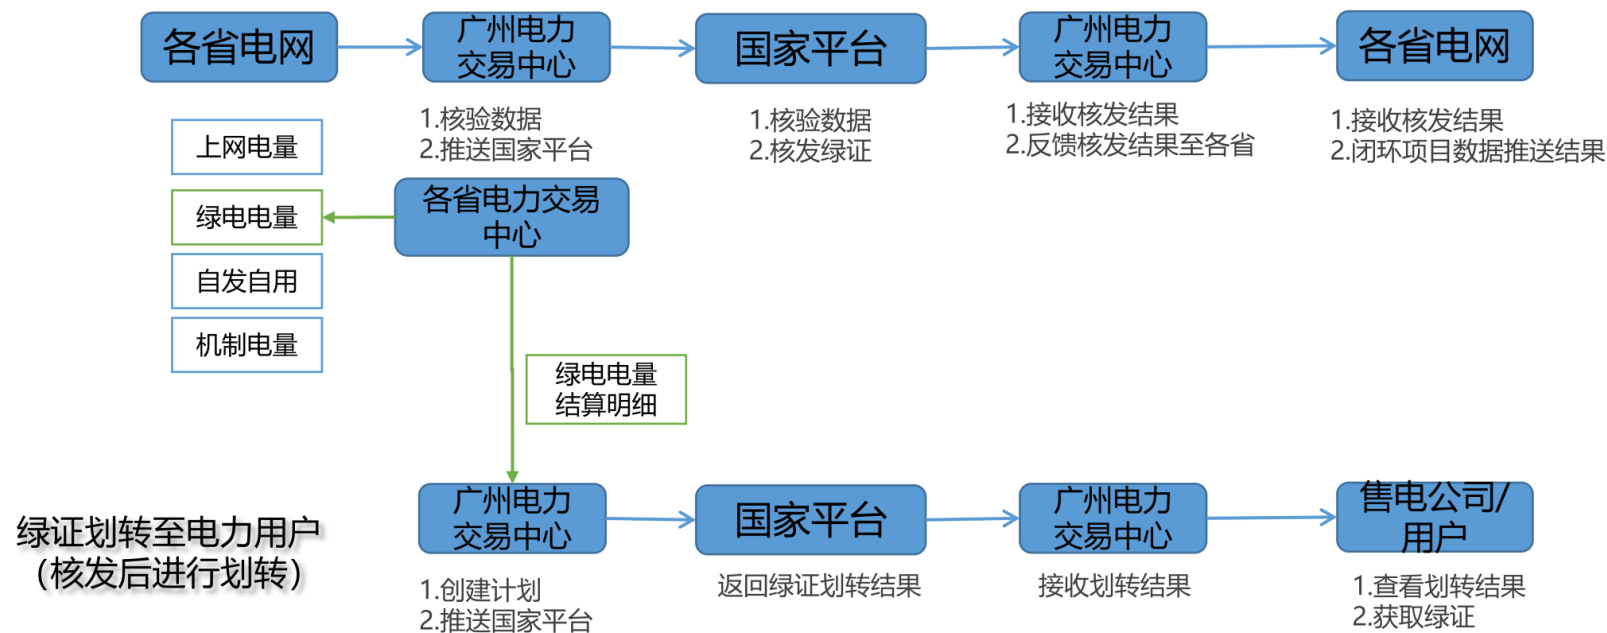 各省电网
广州电力
交易中心
国家平台
广州电力
交易中心
各省电网
1.核验数据
2.推送国家平台
1.核验数据
2.核发绿证
1.接收核发结果
2.反馈核发结果至各省
1.接收核发结果
2.闭环项目数据推送结果
上网电量
绿电电量
自发自用
机制电量
各省电力交易
中心
绿电电量
结算明细
绿证划转至电力用户
（核发后进行划转）
广州电力
交易中心
国家平台
广州电力
交易中心
售电公司/
用户
1.创建计划
2.推送国家平台
返回绿证划转结果
接收划转结果
1.查看划转结果
2.获取绿证